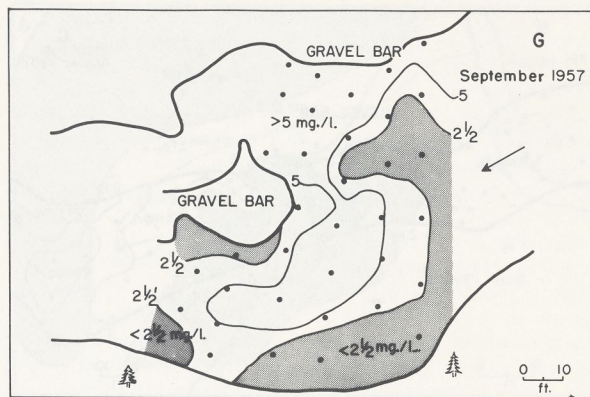 GRAVEL BAR
G
September 1957
5
>5 mg./l.
2½
5
GRAVEL BAR
2½
2½'
<2½ mg/l.
<2½ mg./l.
0 10
ft.